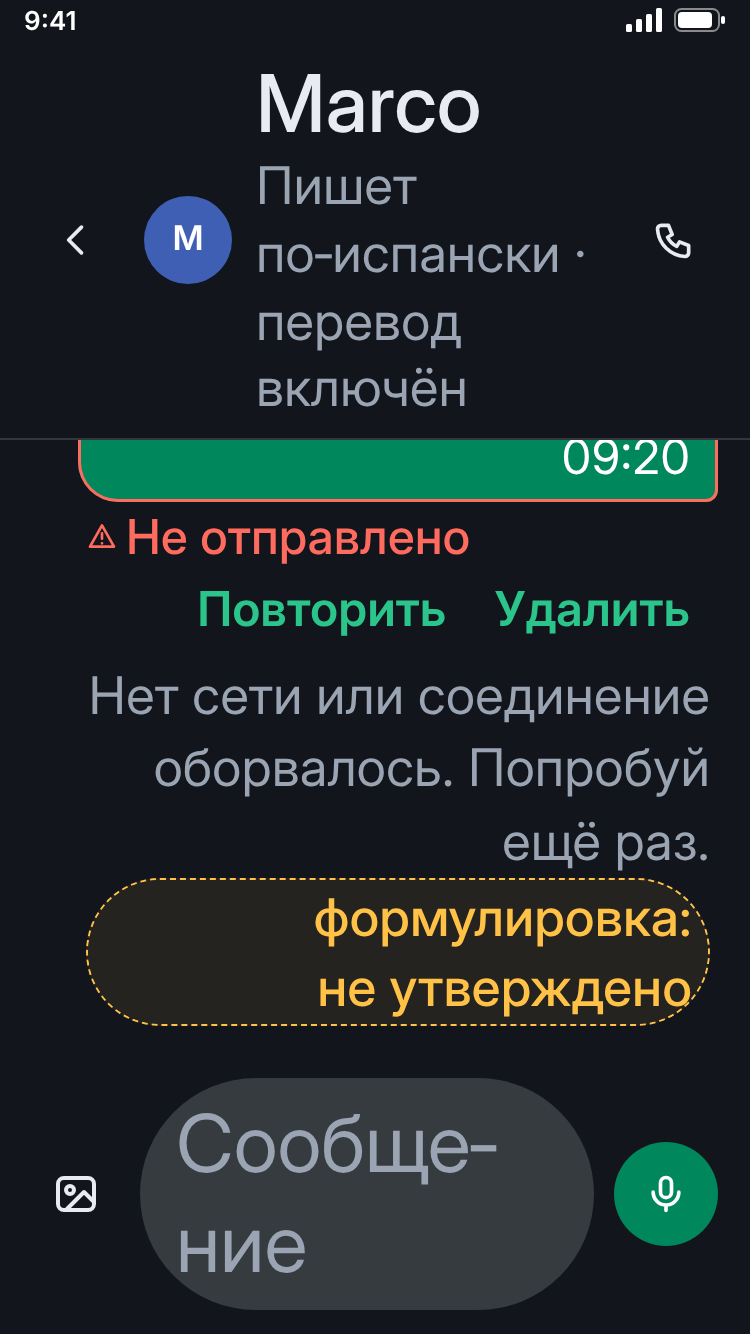 9:41
Marco
Пишет
по-испански ·
перевод
включён
M
09:20
Не отправлено
Повторить Удалить
Нет сети или соединение
оборвалось. Попробуй
ещё раз.
формулировка:
не утверждено
Сообще-
ние